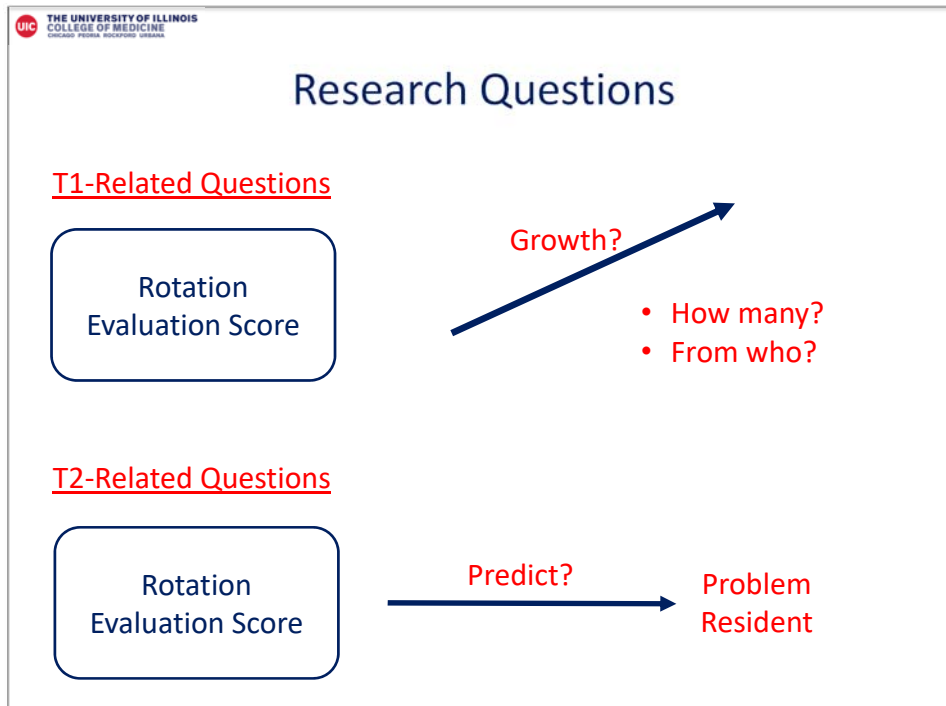 UIC
THE UNIVERSITY OF ILLINOIS
COLLEGE OF MEDICINE
CHICAGO PEORIA ROCKFORD URBANA
Research Questions
T1-Related Questions
Rotation
Evaluation Score
Growth?
• How many?
• From who?
T2-Related Questions
Rotation
Evaluation Score
Predict?
Problem
Resident